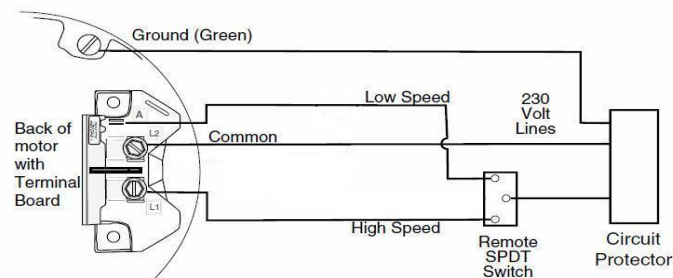 Ground (Green)
Low Speed
230
Volt
Lines
A
Back of
motor
with
Terminal
Board
L2
Common
L1
High Speed
Remote
SPDT
Switch
Circuit
Protector